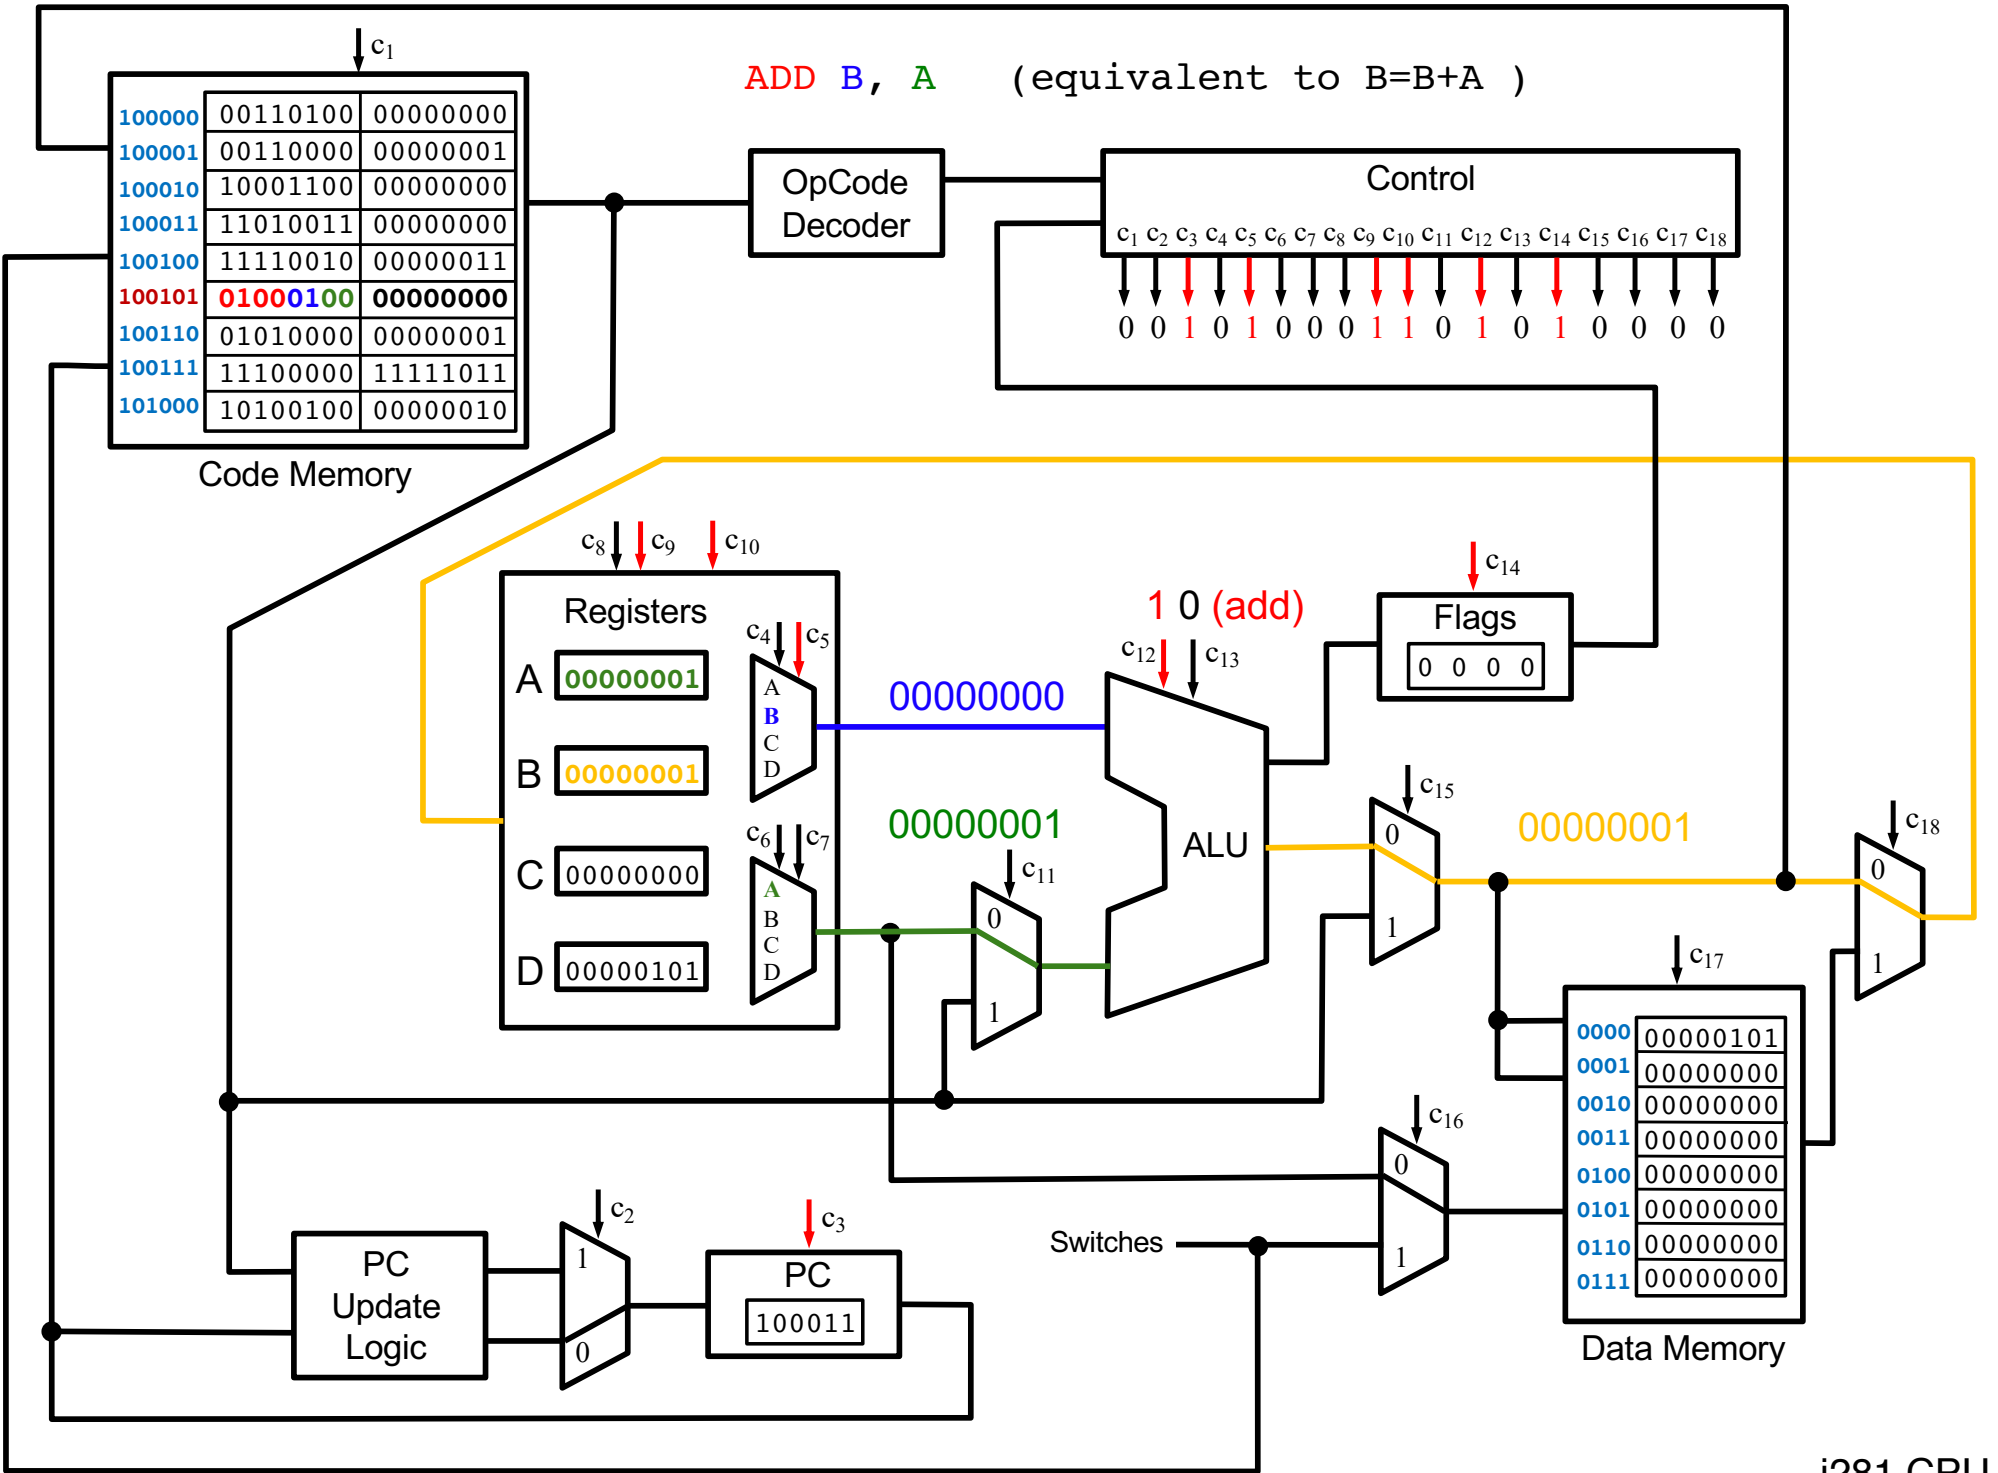 c1
ADD B, A (equivalent to B=B+A )
100000 00110100 00000000
100001 00110000 00000001
100010 10001100 00000000
100011 11010011 00000000
100100 11110010 00000011
100101 01000100 00000000
100110 01010000 00000001
100111 11100000 11111011
101000 10100100 00000010
Code Memory
OpCode
Decoder
Control
c1 c2 c3 c4 c5 c6 c7 c8 c9 c10 c11 c12 c13 c14 c15 c16 c17 c18
0 0 1 0 1 0 0 0 1 1 0 1 0 1 0 0 0 0
c8 c9 c10
Registers
A 00000001
B 00000001
C 00000000
D 00000101
c4 c5
A
B
C
D
c6 c7
A
B
C
D
00000000
00000001
c11
0
1
1 0 (add)
c12 c13
ALU
c14
Flags
0 0 0 0
c15
0
1
00000001
c18
0
1
c17
0000 00000101
0001 00000000
0010 00000000
0011 00000000
0100 00000000
0101 00000000
0110 00000000
0111 00000000
Data Memory
c16
0
1
Switches
PC
Update
Logic
c2
1
0
c3
PC
100011
i281 CPU